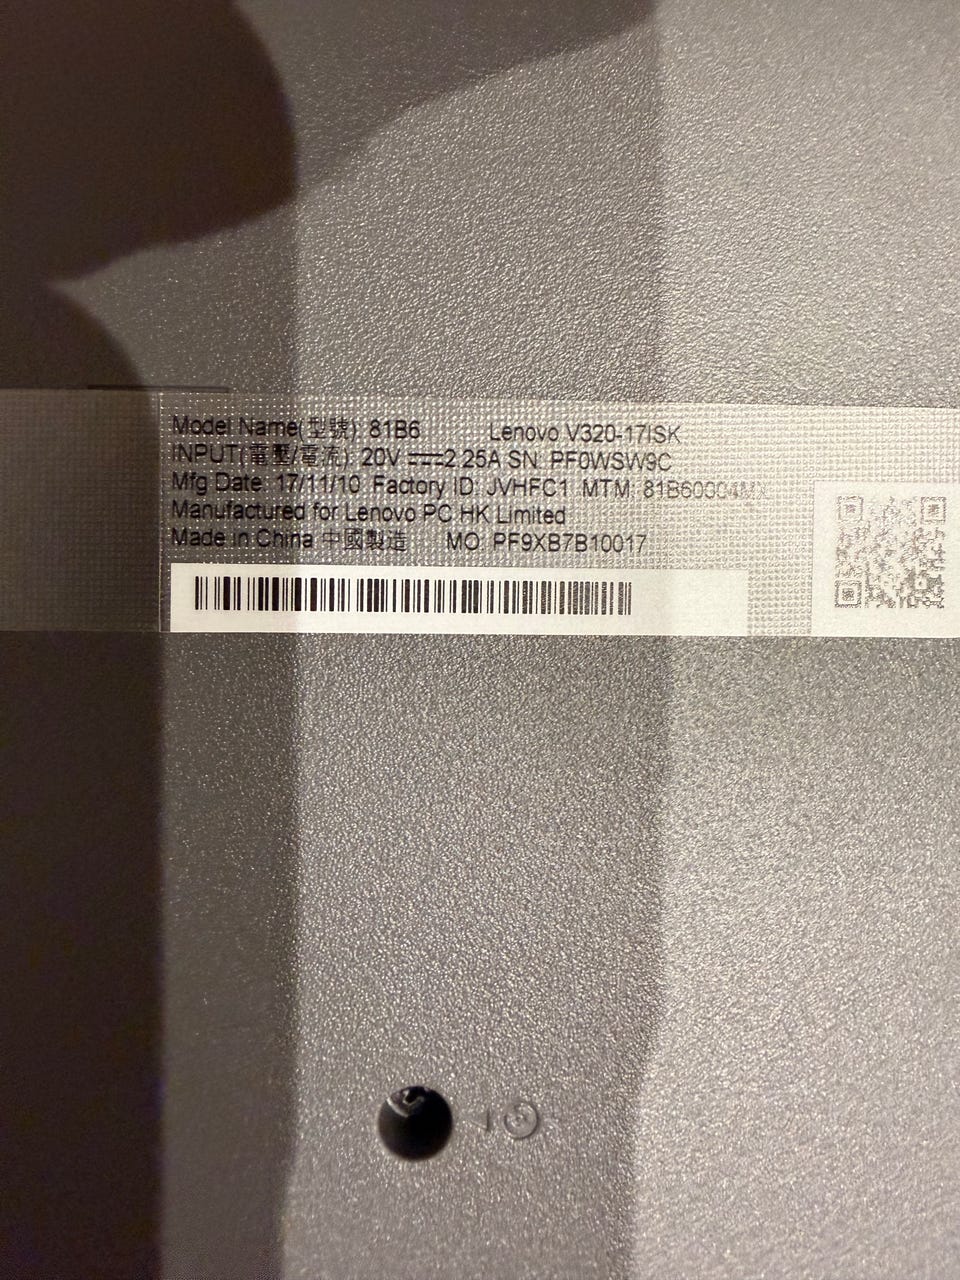 Model Name(型號) 81B6 Lenovo V320-17ISK
INPUT(電壓/電流) 20V ⎓ 2.25A SN PF0WSW9C
Mfg Date 17/11/10 Factory ID: JVHFC1 MTM: 81B60004MX
Manufactured for Lenovo PC HK Limited
Made in China 中國製造 MO PF9XB7B10017